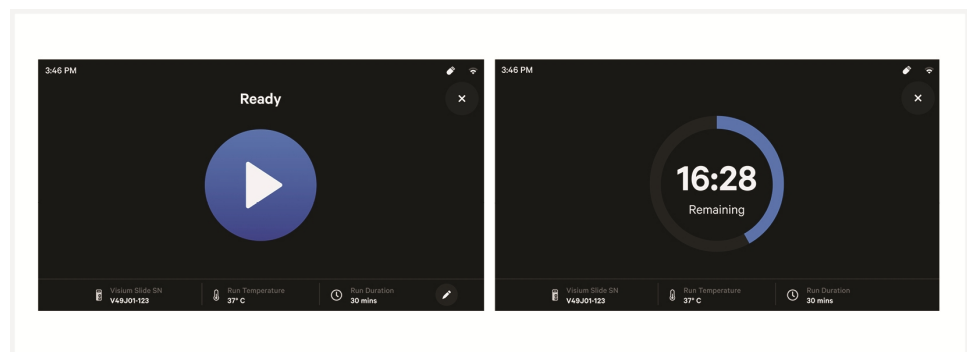 3:46 PM
Ready
Visium Slide SN
V49J01-123
Run Temperature
37° C
Run Duration
30 mins
3:46 PM
16:28
Remaining
Visium Slide SN
V49J01-123
Run Temperature
37° C
Run Duration
30 mins